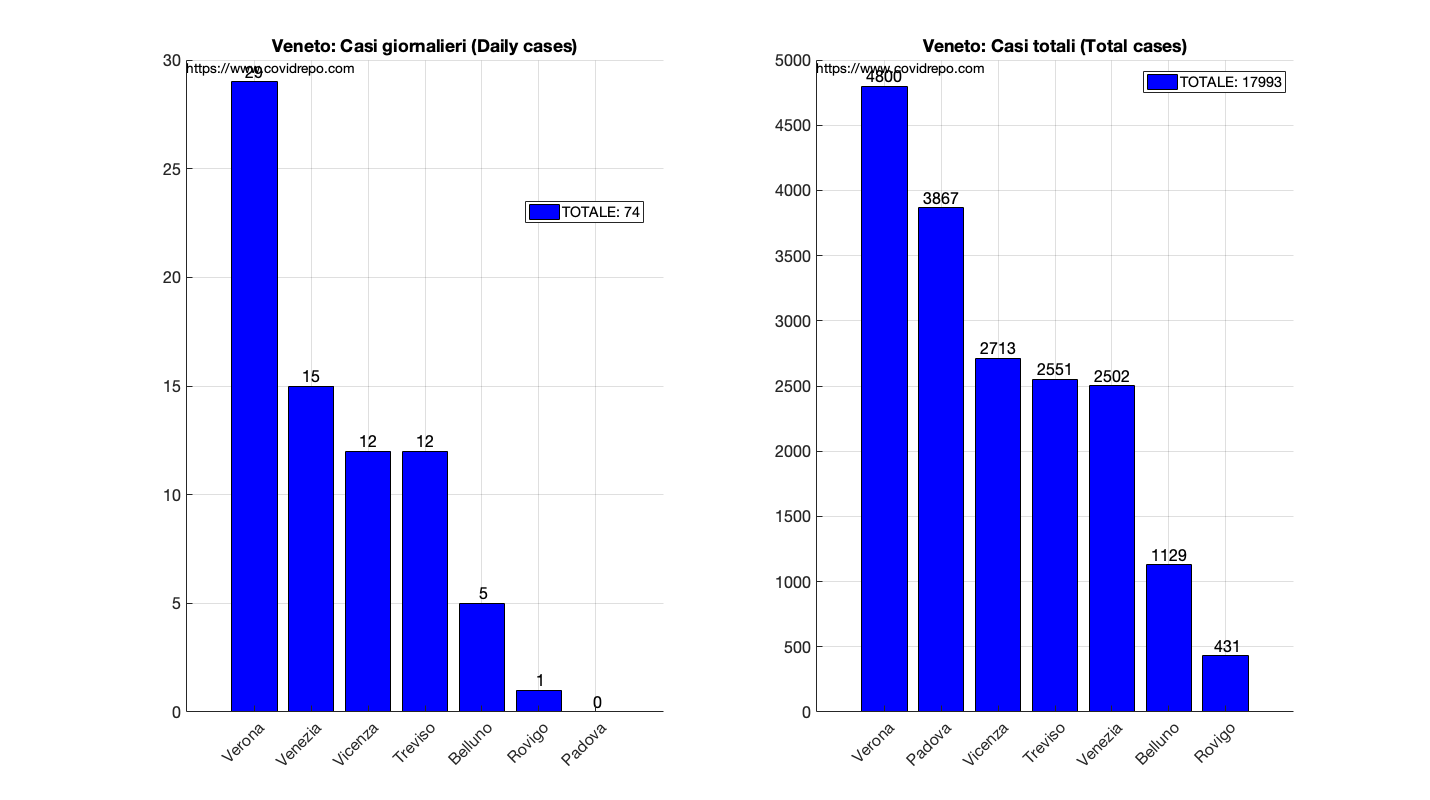 Veneto: Casi giornalieri (Daily cases)
https://www.covidrepo.com
30
25
20
15
10
5
0
29
15
12
12
5
1
0
TOTALE: 74
Verona
Venezia
Vicenza
Treviso
Belluno
Rovigo
Padova
Veneto: Casi totali (Total cases)
https://www.covidrepo.com
5000
4500
4000
3500
3000
2500
2000
1500
1000
500
0
4800
3867
2713
2551
2502
1129
431
TOTALE: 17993
Verona
Padova
Vicenza
Treviso
Venezia
Belluno
Rovigo